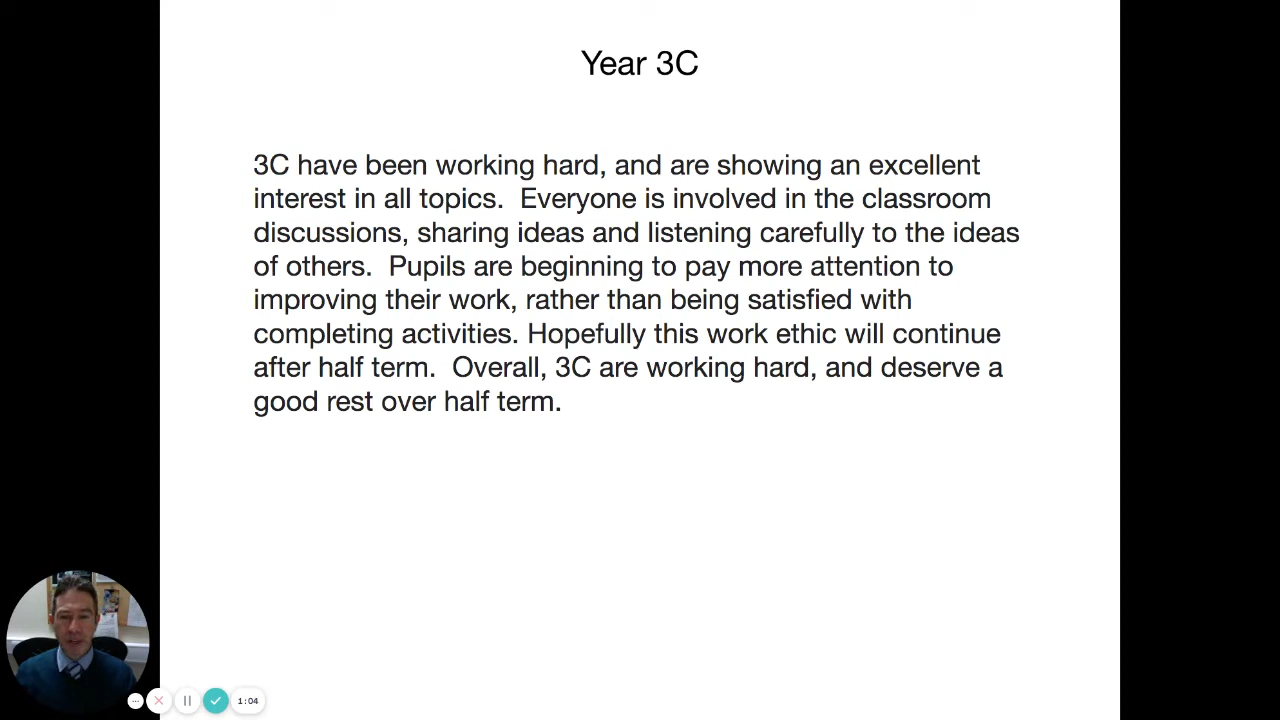 Year 3C
3C have been working hard, and are showing an excellent
interest in all topics.  Everyone is involved in the classroom
discussions, sharing ideas and listening carefully to the ideas
of others.  Pupils are beginning to pay more attention to
improving their work, rather than being satisfied with
completing activities. Hopefully this work ethic will continue
after half term.  Overall, 3C are working hard, and deserve a
good rest over half term.
1:04